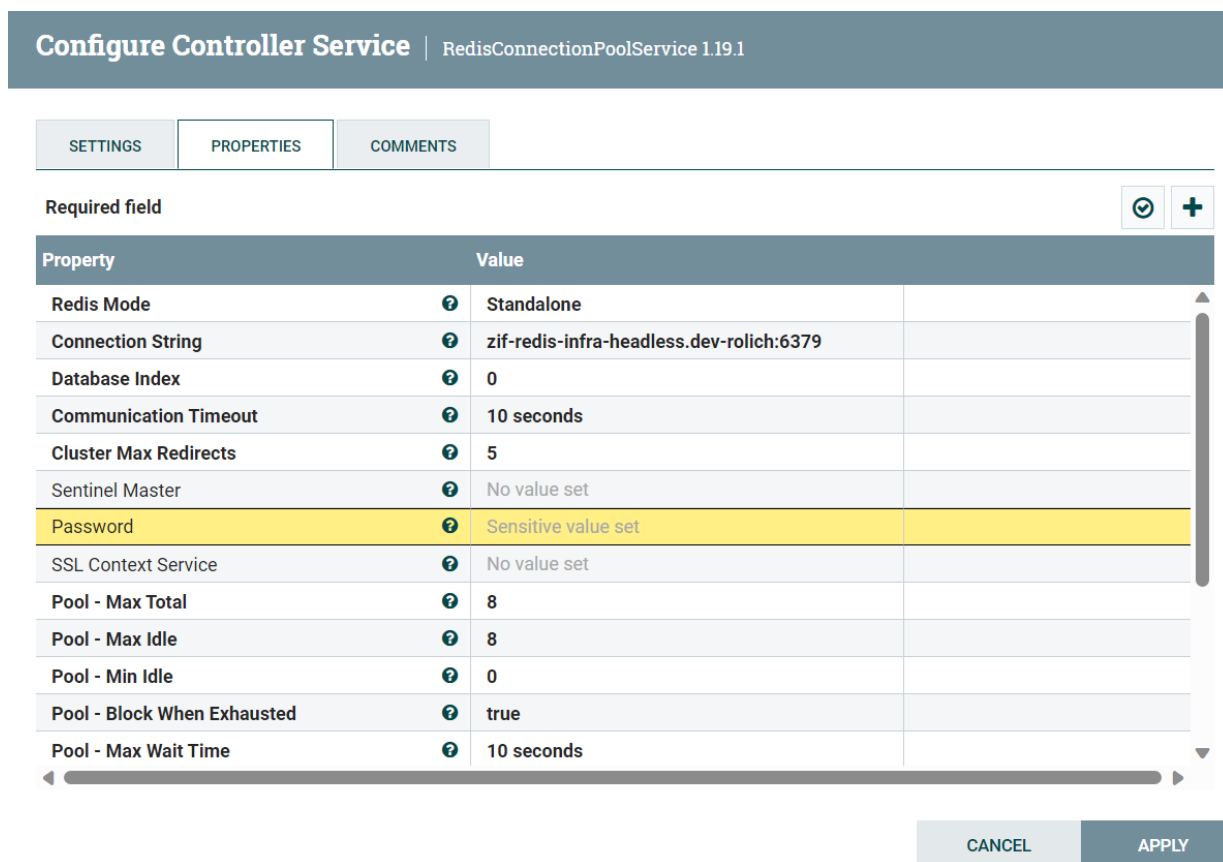 Configure Controller Service | RedisConnectionPoolService 1.19.1
SETTINGS PROPERTIES COMMENTS
Required field
Property Value
Redis Mode Standalone
Connection String zif-redis-infra-headless.dev-rolich:6379
Database Index 0
Communication Timeout 10 seconds
Cluster Max Redirects 5
Sentinel Master No value set
Password Sensitive value set
SSL Context Service No value set
Pool - Max Total 8
Pool - Max Idle 8
Pool - Min Idle 0
Pool - Block When Exhausted true
Pool - Max Wait Time 10 seconds
CANCEL APPLY